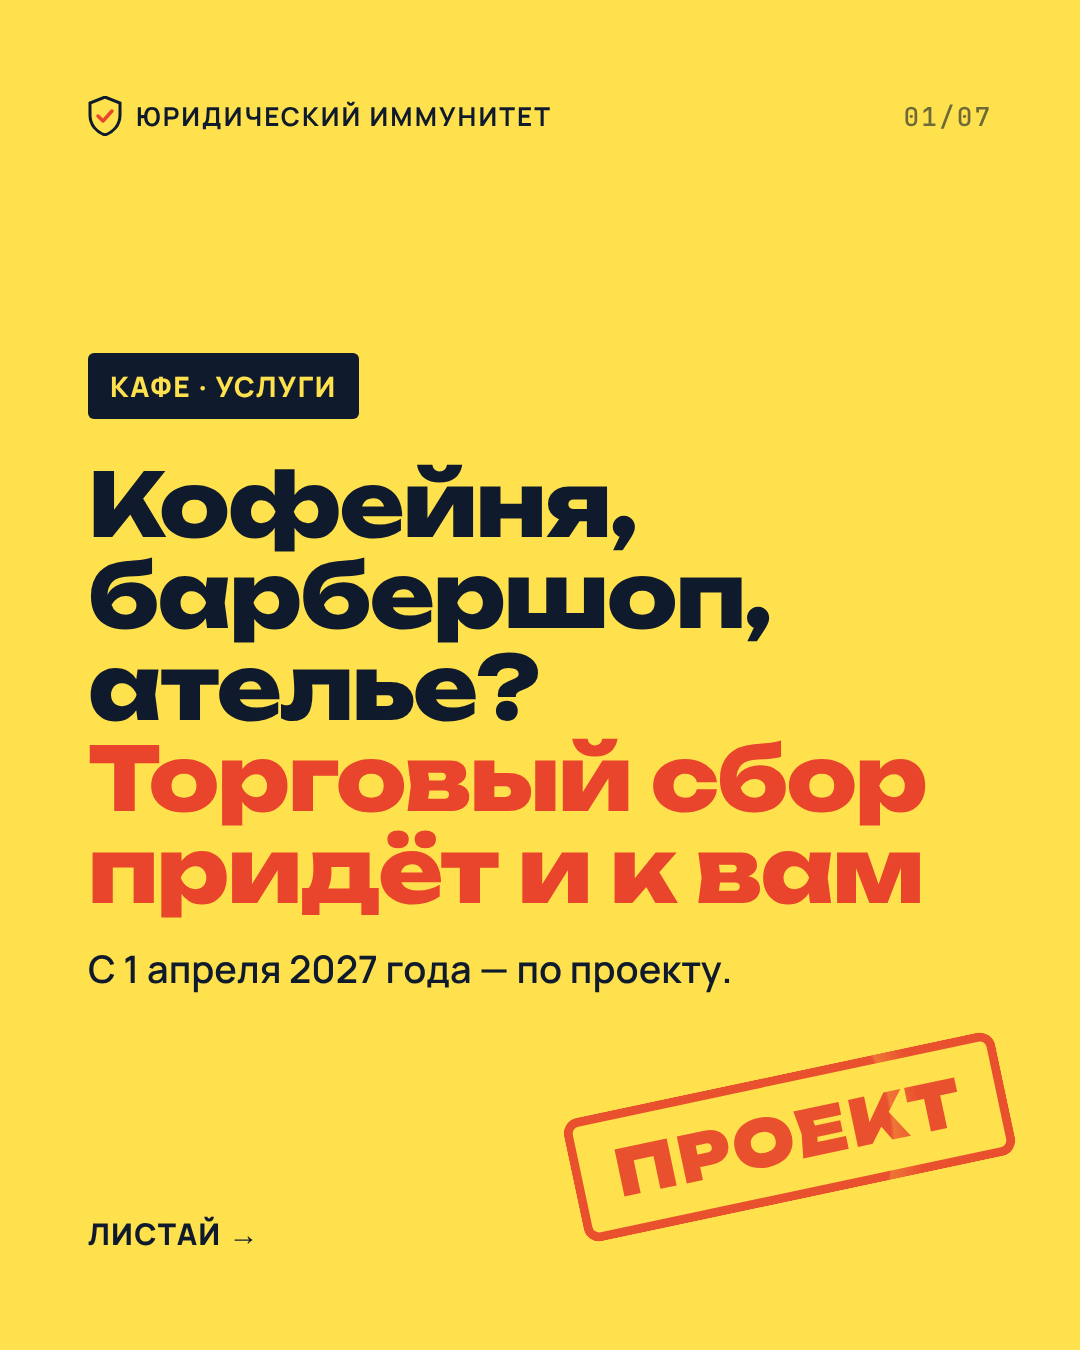 ЮРИДИЧЕСКИЙ ИММУНИТЕТ
01/07
КАФЕ · УСЛУГИ
Кофейня,
барбершоп,
ателье?
Торговый сбор
придёт и к вам
С 1 апреля 2027 года — по проекту.
ПРОЕКТ
ЛИСТАЙ →